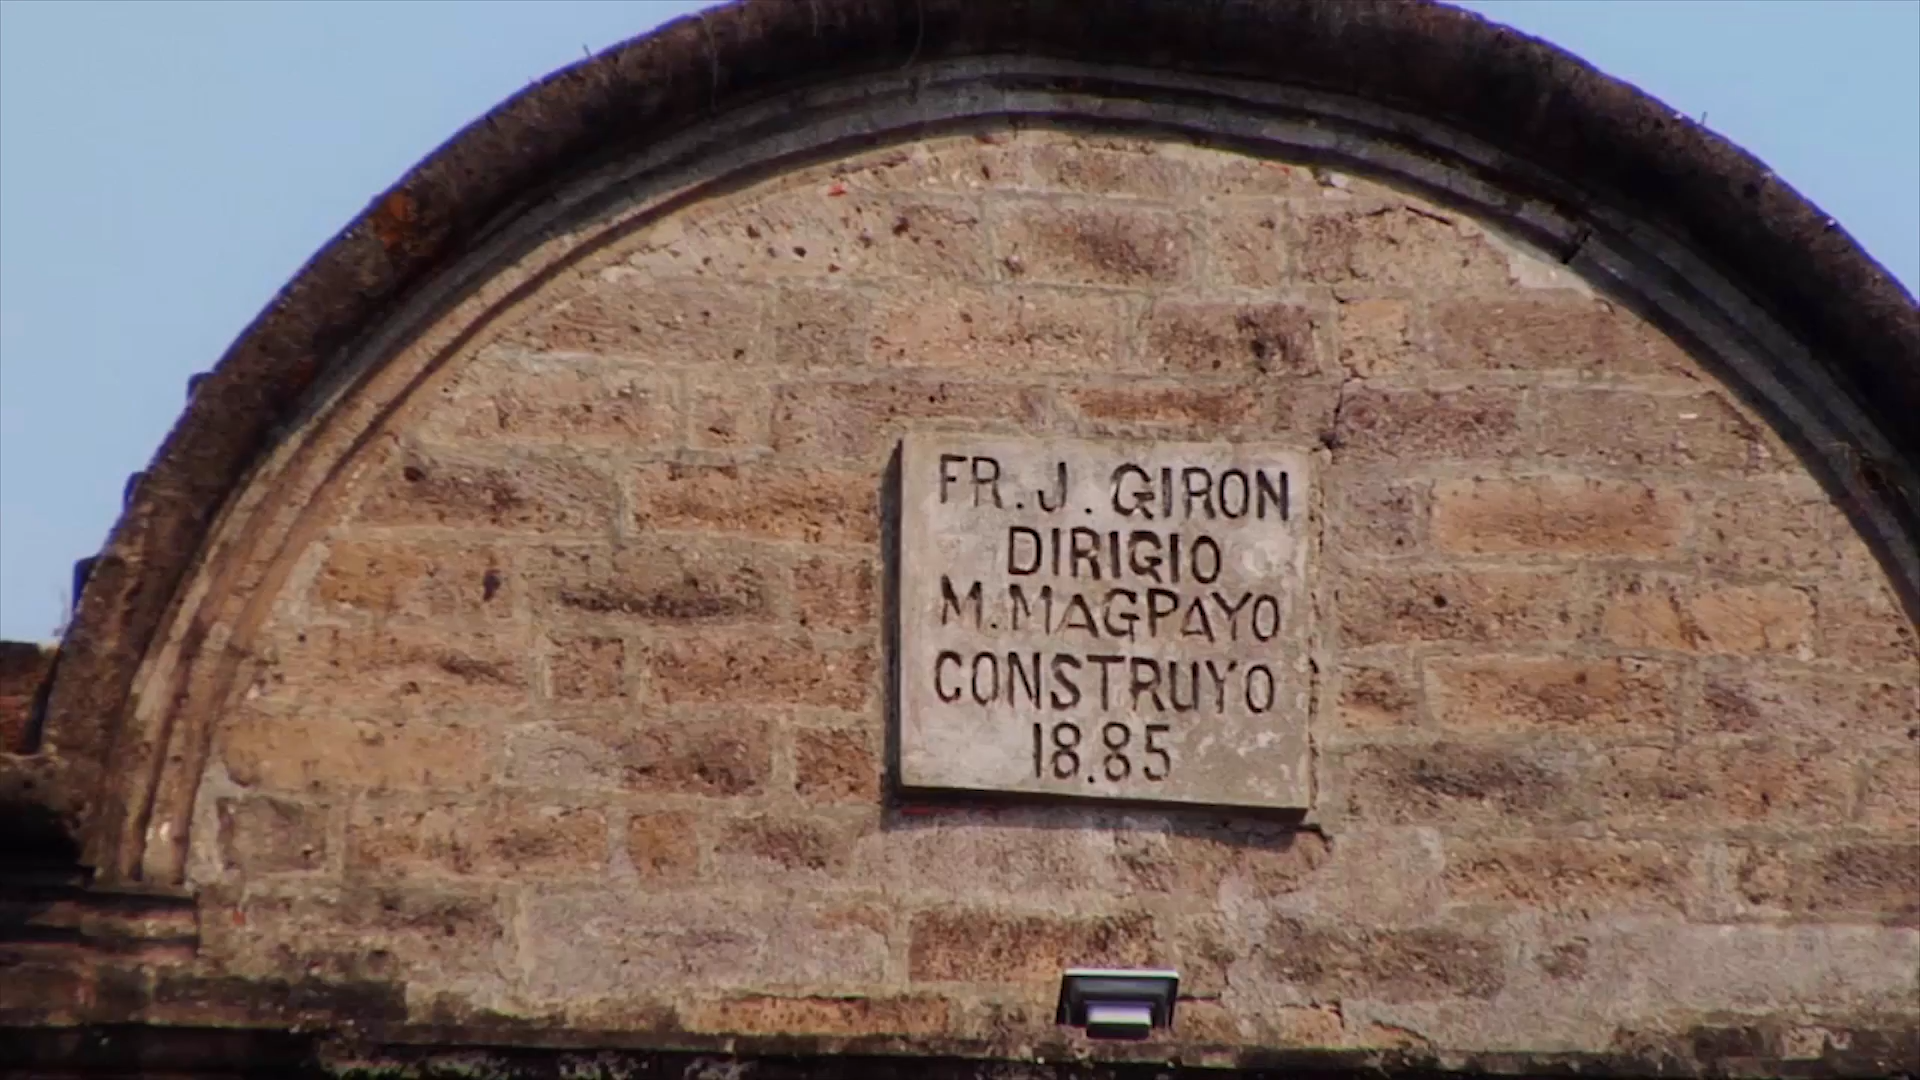 FR. J. GIRON
DIRIGIO
M. MAGPAYO
CONSTRUYO
18.85